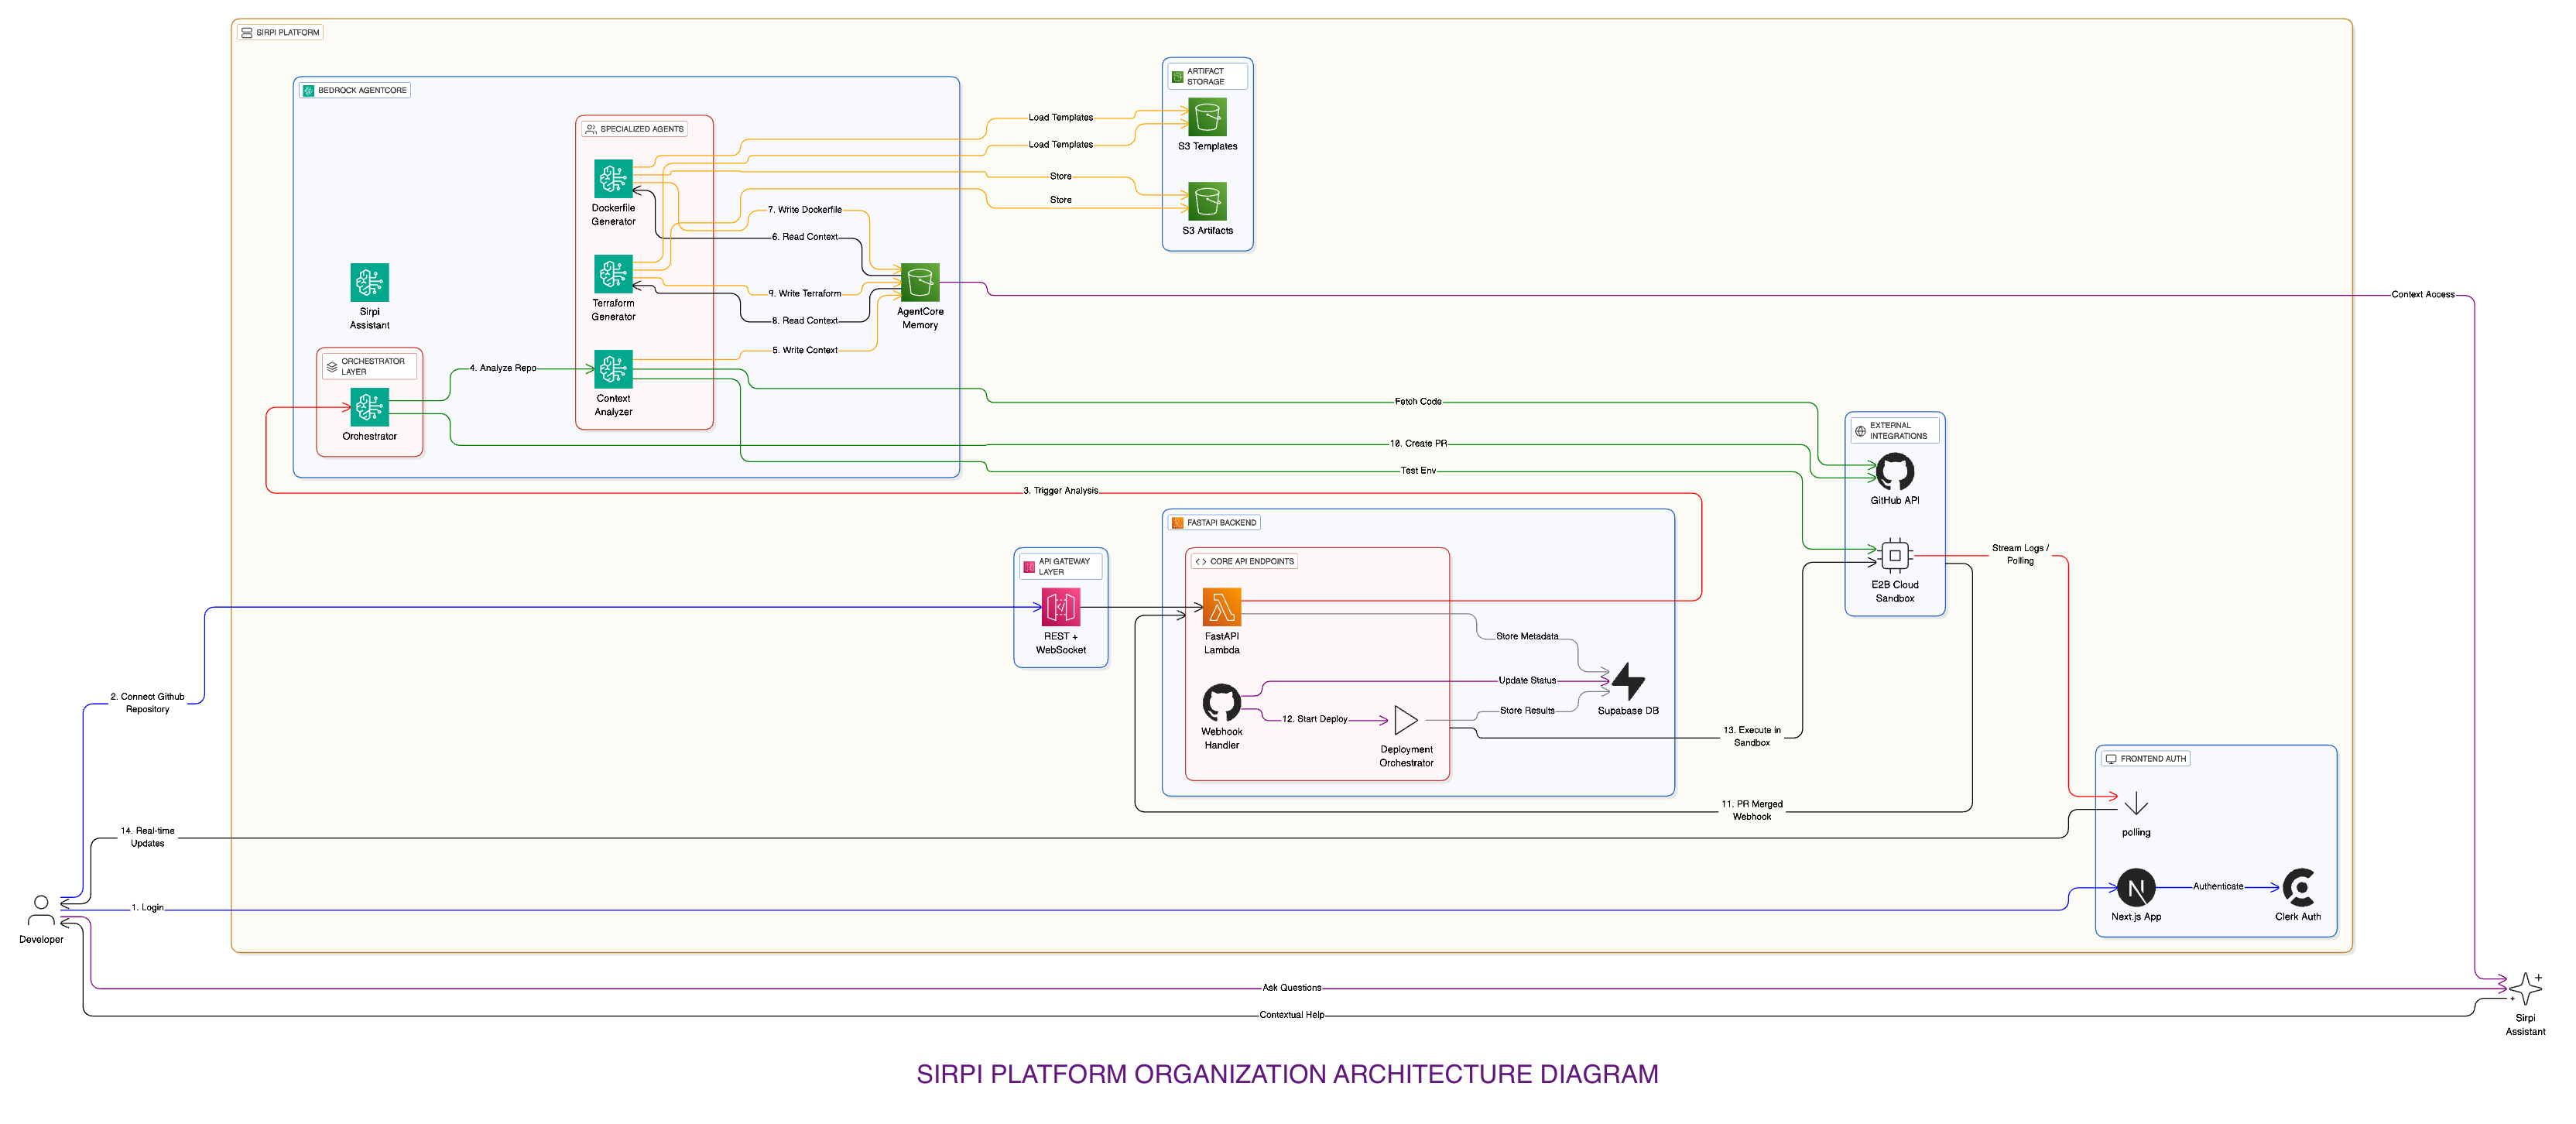 SIRPI PLATFORM
BEDROCK AGENTCORE
ARTIFACT
STORAGE
S3 Templates
S3 Artifacts
SPECIALIZED AGENTS
Dockerfile
Generator
Terraform
Generator
Context
Analyzer
Sirpi
Assistant
ORCHESTRATOR
LAYER
Orchestrator
AgentCore
Memory
Load Templates
Load Templates
Store
Store
7. Write Dockerfile
6. Read Context
9. Write Terraform
8. Read Context
5. Write Context
4. Analyze Repo
Context Access
Fetch Code
10. Create PR
Test Env
3. Trigger Analysis
EXTERNAL
INTEGRATIONS
GitHub API
E2B Cloud
Sandbox
Stream Logs /
Polling
FASTAPI BACKEND
API GATEWAY
LAYER
REST +
WebSocket
CORE API ENDPOINTS
FastAPI
Lambda
Webhook
Handler
12. Start Deploy
Deployment
Orchestrator
Store Metadata
Update Status
Store Results
Supabase DB
13. Execute in
Sandbox
11. PR Merged
Webhook
2. Connect Github
Repository
14. Real-time
Updates
1. Login
Developer
FRONTEND AUTH
polling
Next.js App
Authenticate
Clerk Auth
Ask Questions
Contextual Help
Sirpi
Assistant
SIRPI PLATFORM ORGANIZATION ARCHITECTURE DIAGRAM